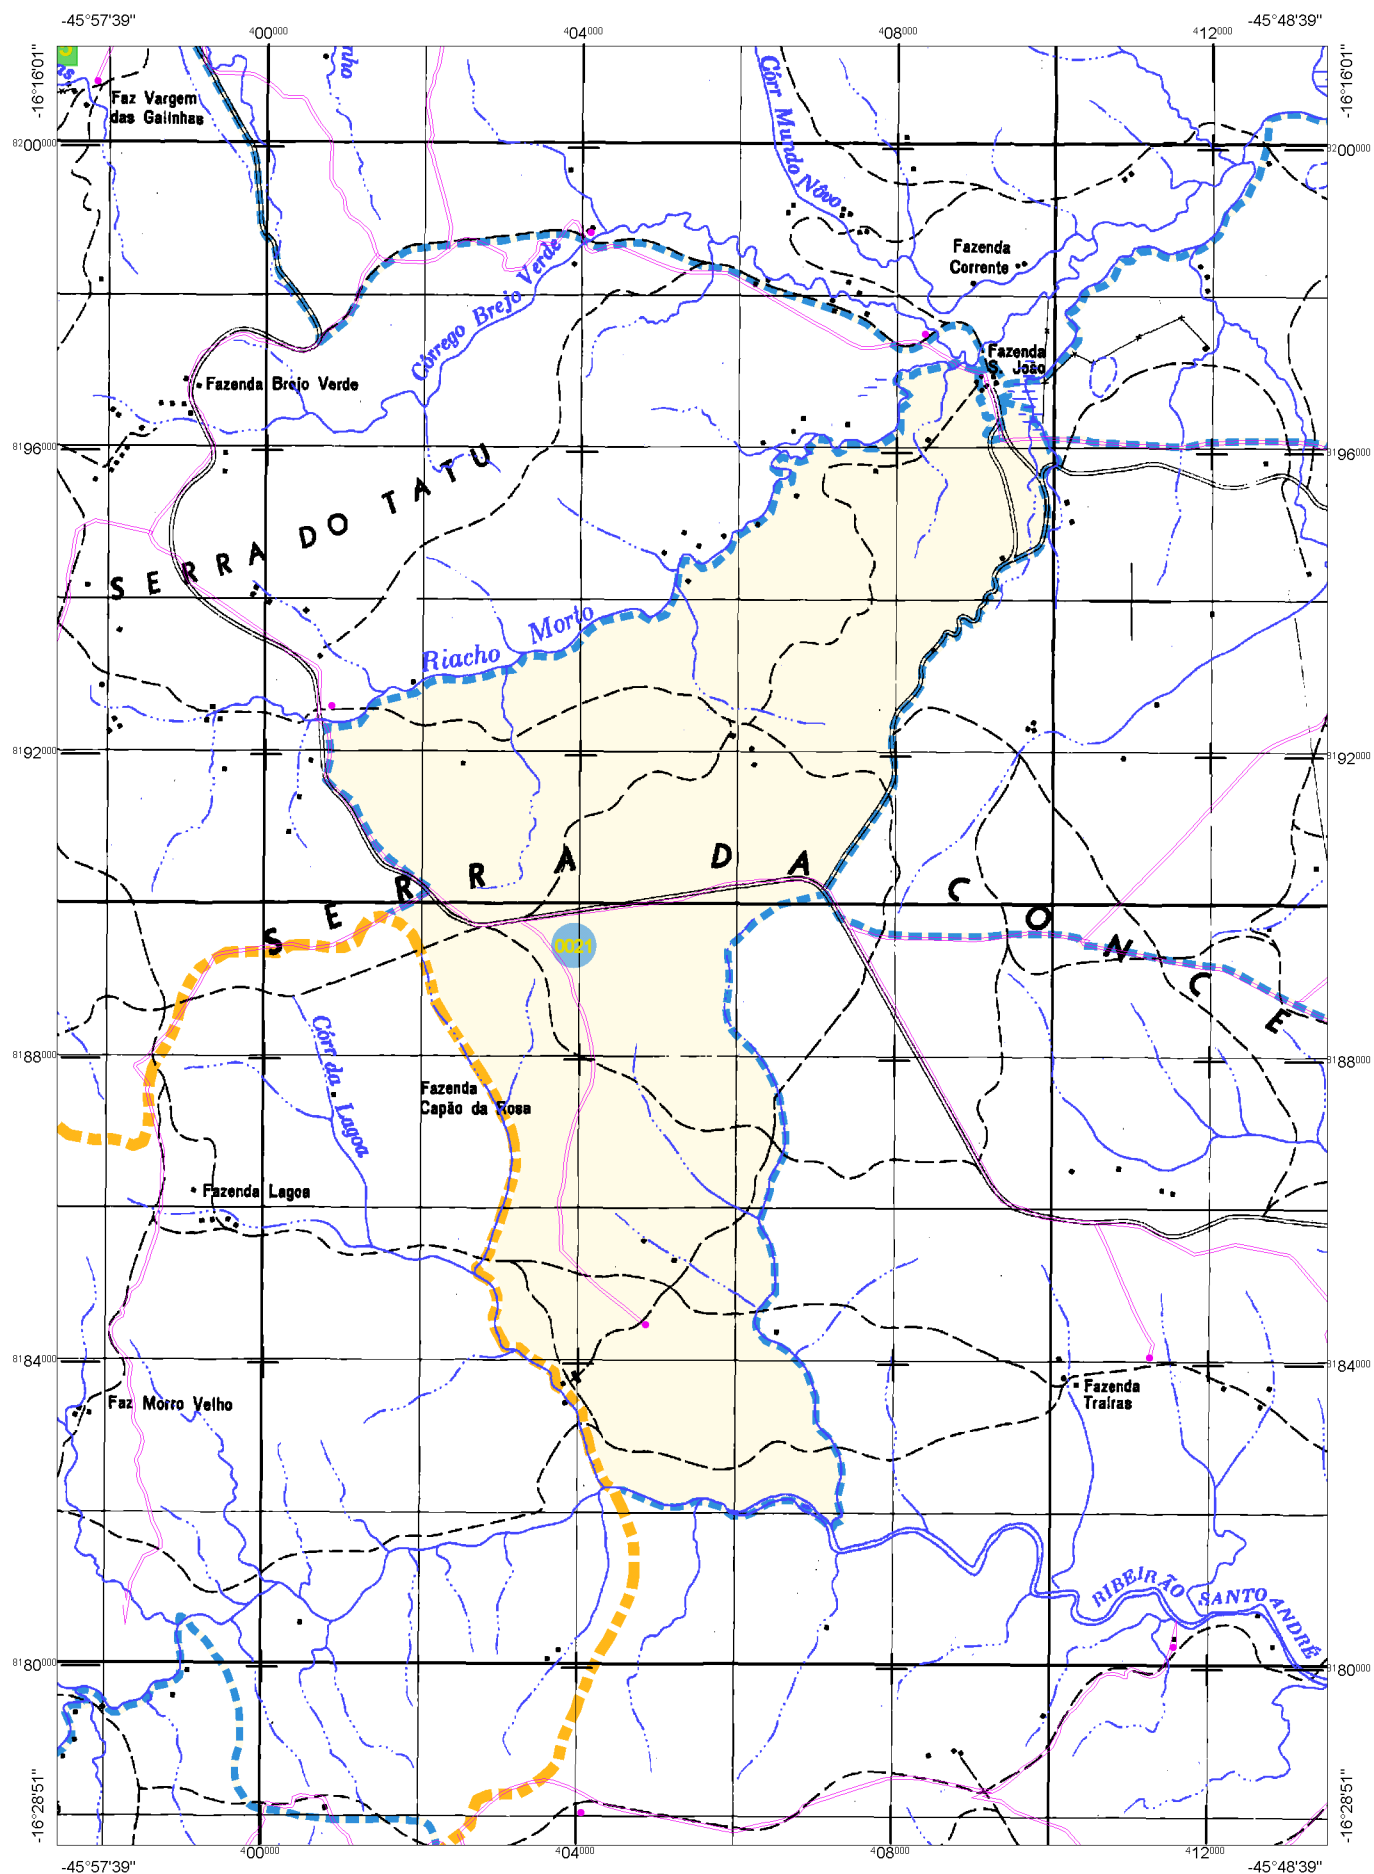 -45°57'39"
-45°48'39"
400000
404000
408000
412000
-16°16'01"
-16°16'01"
nho
Faz Vargem
das Galinhas
Córr Mundo Nôvo
8200000
8200000
Fazenda
Corrente
Córrego Brejo Verde
Fazenda
S. João
Fazenda Brejo Verde
8196000
8196000
SERRA DO TATU
Riacho Morto
8192000
8192000
SERRADA
CONCE
0021
Córr da Lagoa
8188000
8188000
Fazenda
Capão da Rosa
Fazenda Lagoa
8184000
8184000
Faz Morro Velho
Fazenda
Traíras
RIBEIRÃO SANTO ANDRÉ
8180000
8180000
-16°28'51"
-16°28'51"
400000
404000
408000
412000
-45°57'39"
-45°48'39"